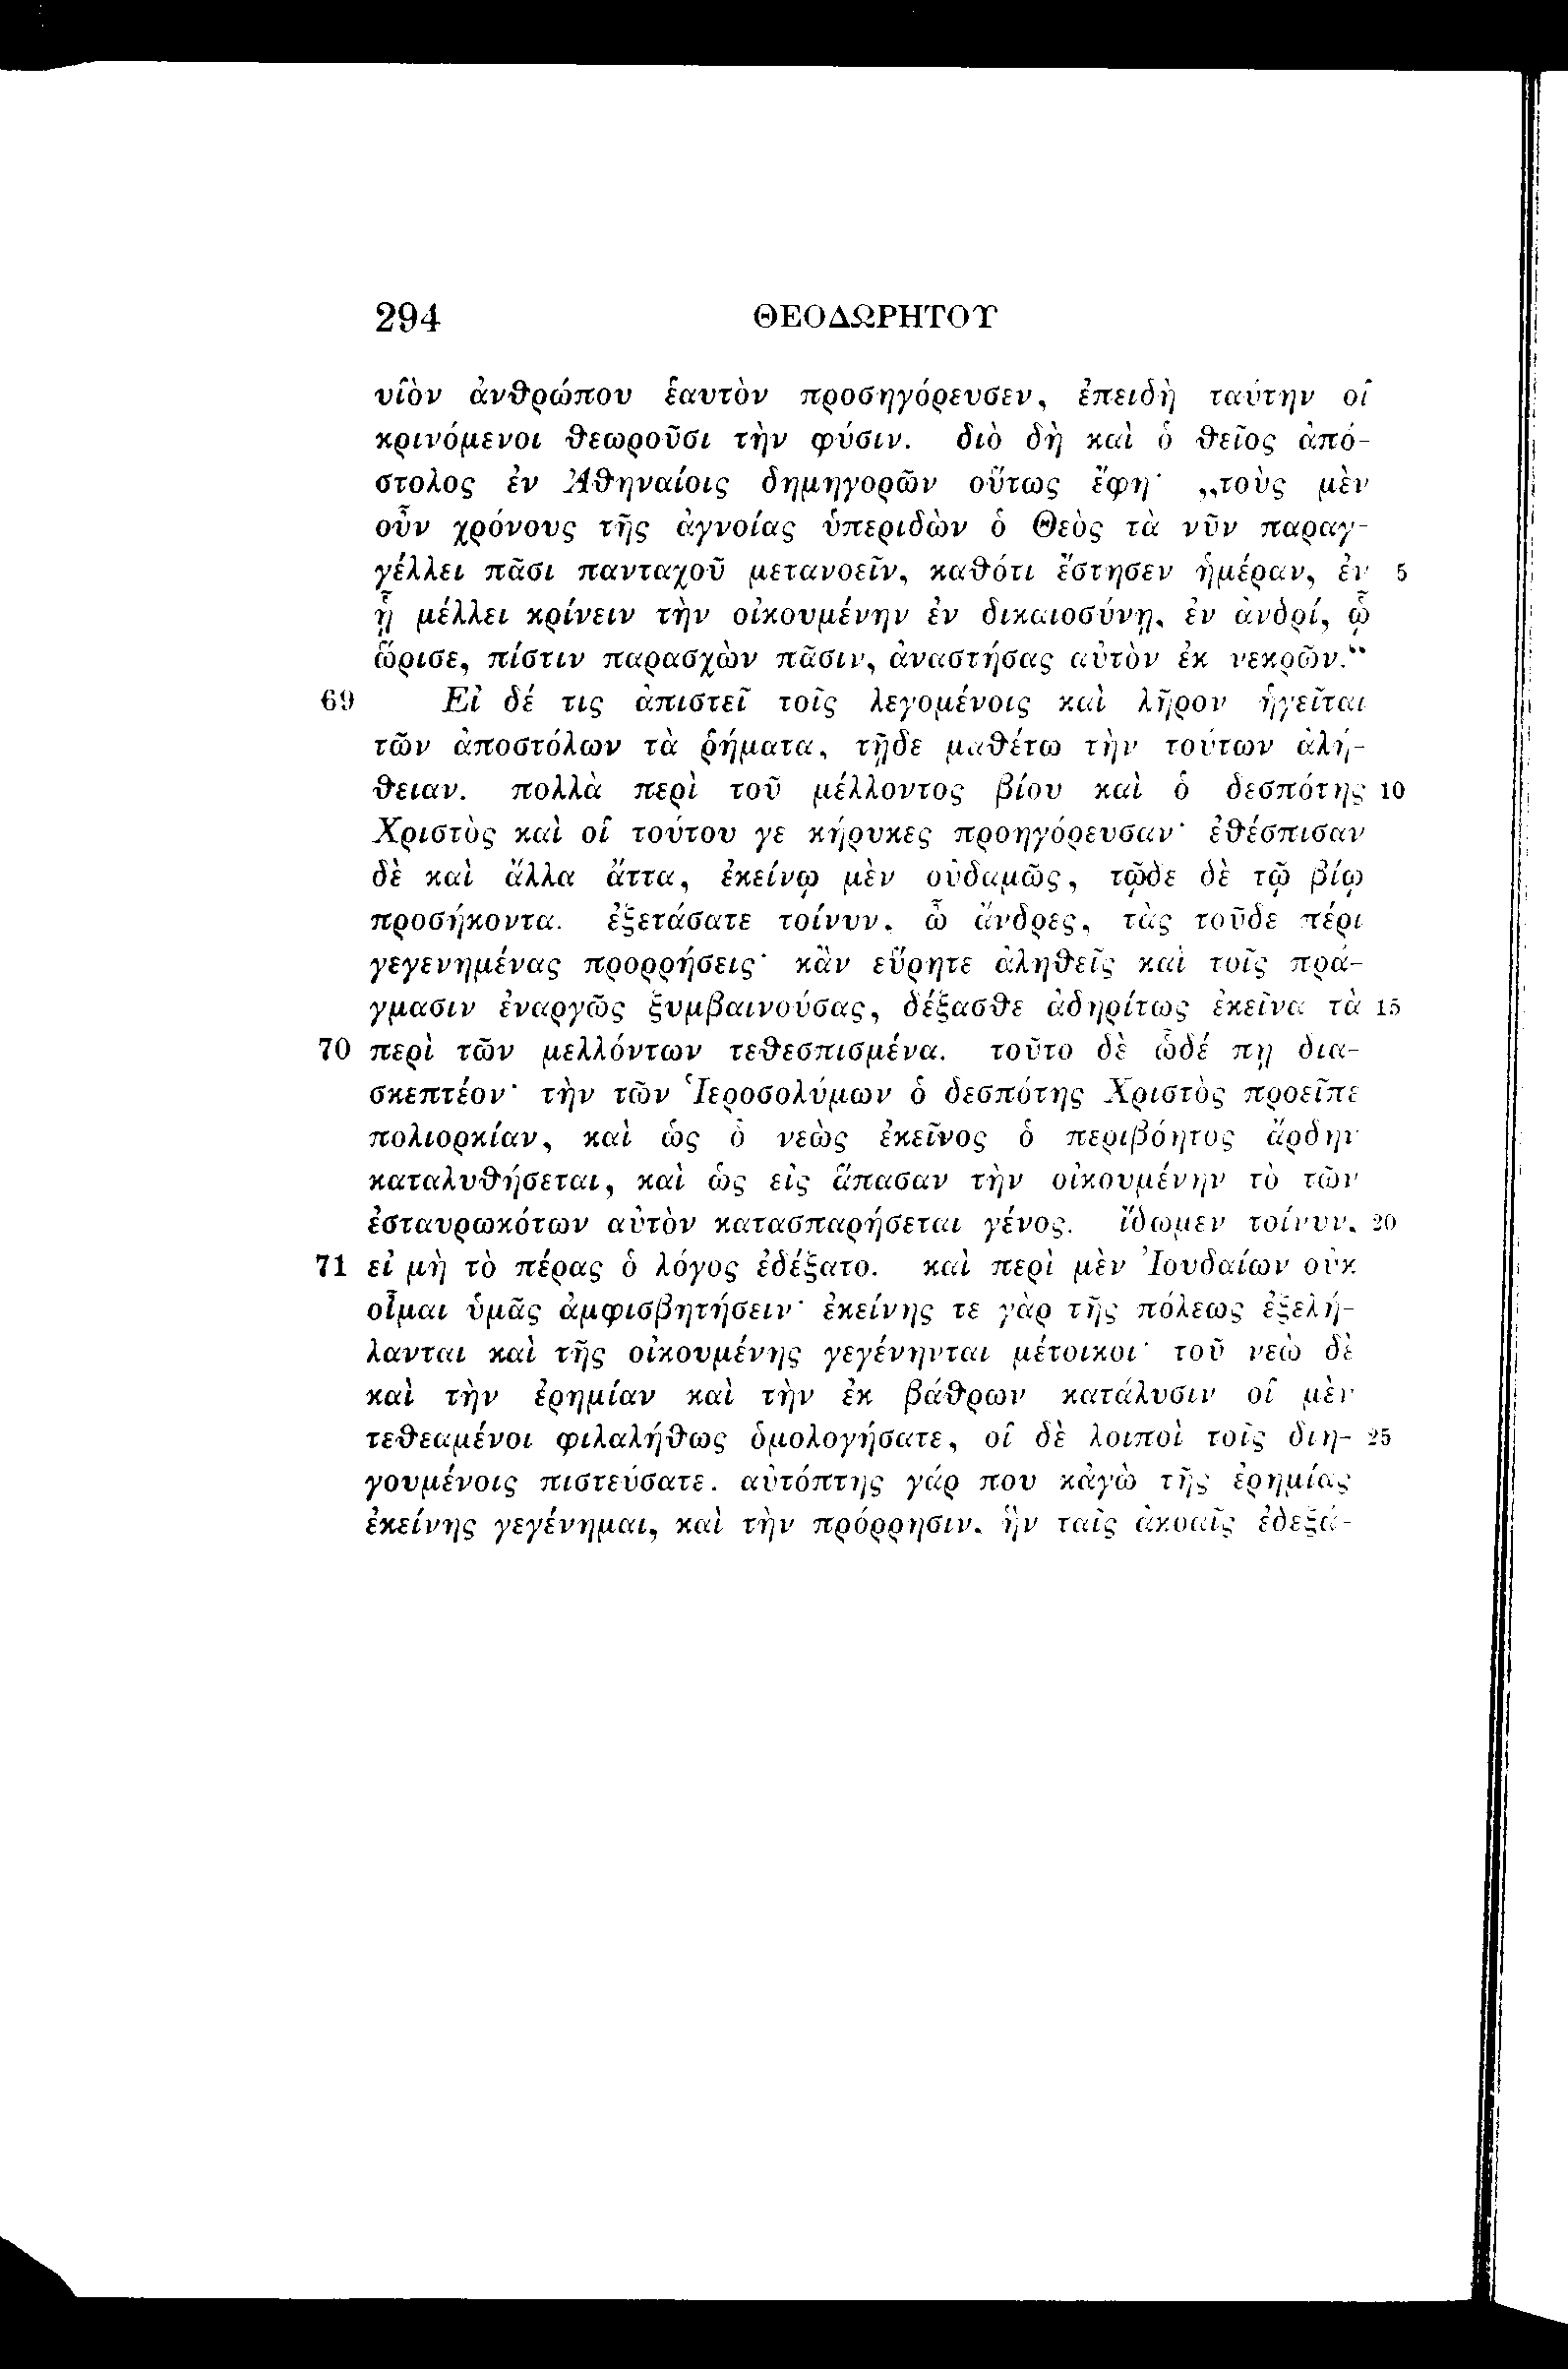 294 ΘΕΟΔΩΡΗΤΟΥ
υἱὸν ἀνθρώπου ἑαυτὸν προσηγόρευσεν, ἐπειδὴ ταύτην οἱ
κρινόμενοι θεωροῦσι τὴν φύσιν. διὸ δὴ καὶ ὁ θεῖος ἀπό-
στολος ἐν Ἀθηναίοις δημηγορῶν οὕτως ἔφη· „τοὺς μὲν
οὖν χρόνους τῆς ἀγνοίας ὑπεριδὼν ὁ Θεὸς τὰ νῦν παραγ-
γέλλει πᾶσι πανταχοῦ μετανοεῖν, καθότι ἔστησεν ἡμέραν, ἐν 5
ᾗ μέλλει κρίνειν τὴν οἰκουμένην ἐν δικαιοσύνῃ, ἐν ἀνδρί, ᾧ
ὥρισε, πίστιν παρασχὼν πᾶσιν, ἀναστήσας αὐτὸν ἐκ νεκρῶν.“
69 Εἰ δέ τις ἀπιστεῖ τοῖς λεγομένοις καὶ λῆρον ἡγεῖται
τῶν ἀποστόλων τὰ ῥήματα, τῇδε μαθέτω τὴν τούτων ἀλή-
θειαν. πολλὰ περὶ τοῦ μέλλοντος βίου καὶ ὁ δεσπότης 10
Χριστὸς καὶ οἱ τούτου γε κήρυκες προηγόρευσαν· ἐθέσπισαν
δὲ καὶ ἄλλα ἄττα, ἐκείνῳ μὲν οὐδαμῶς, τῷδε δὲ τῷ βίῳ
προσήκοντα. ἐξετάσατε τοίνυν, ὦ ἄνδρες, τὰς τοῦδε πέρι
γεγενημένας προρρήσεις· κἂν εὕρητε ἀληθεῖς καὶ τοῖς πρά-
γμασιν ἐναργῶς ξυμβαινούσας, δέξασθε ἀδηρίτως ἐκεῖνα τὰ 15
70 περὶ τῶν μελλόντων τεθεσπισμένα. τοῦτο δὲ ὧδέ πῃ δια-
σκεπτέον· τὴν τῶν Ἱεροσολύμων ὁ δεσπότης Χριστὸς προεῖπε
πολιορκίαν, καὶ ὡς ὁ νεὼς ἐκεῖνος ὁ περιβόητος ἄρδην
καταλυθήσεται, καὶ ὡς εἰς ἅπασαν τὴν οἰκουμένην τὸ τῶν
ἐσταυρωκότων αὐτὸν κατασπαρήσεται γένος. ἴδωμεν τοίνυν, 20
71 εἰ μὴ τὸ πέρας ὁ λόγος ἐδέξατο. καὶ περὶ μὲν Ἰουδαίων οὐκ
οἶμαι ὑμᾶς ἀμφισβητήσειν· ἐκείνης τε γὰρ τῆς πόλεως ἐξελή-
λανται καὶ τῆς οἰκουμένης γεγένηνται μέτοικοι· τοῦ νεὼ δὲ
καὶ τὴν ἐρημίαν καὶ τὴν ἐκ βάθρων κατάλυσιν οἱ μὲν
τεθεαμένοι φιλαλήθως ὁμολογήσατε, οἱ δὲ λοιποὶ τοῖς διη- 25
γουμένοις πιστεύσατε. αὐτόπτης γάρ που κἀγὼ τῆς ἐρημίας
ἐκείνης γεγένημαι, καὶ τὴν πρόρρησιν, ἣν ταῖς ἀκοαῖς ἐδεξά-